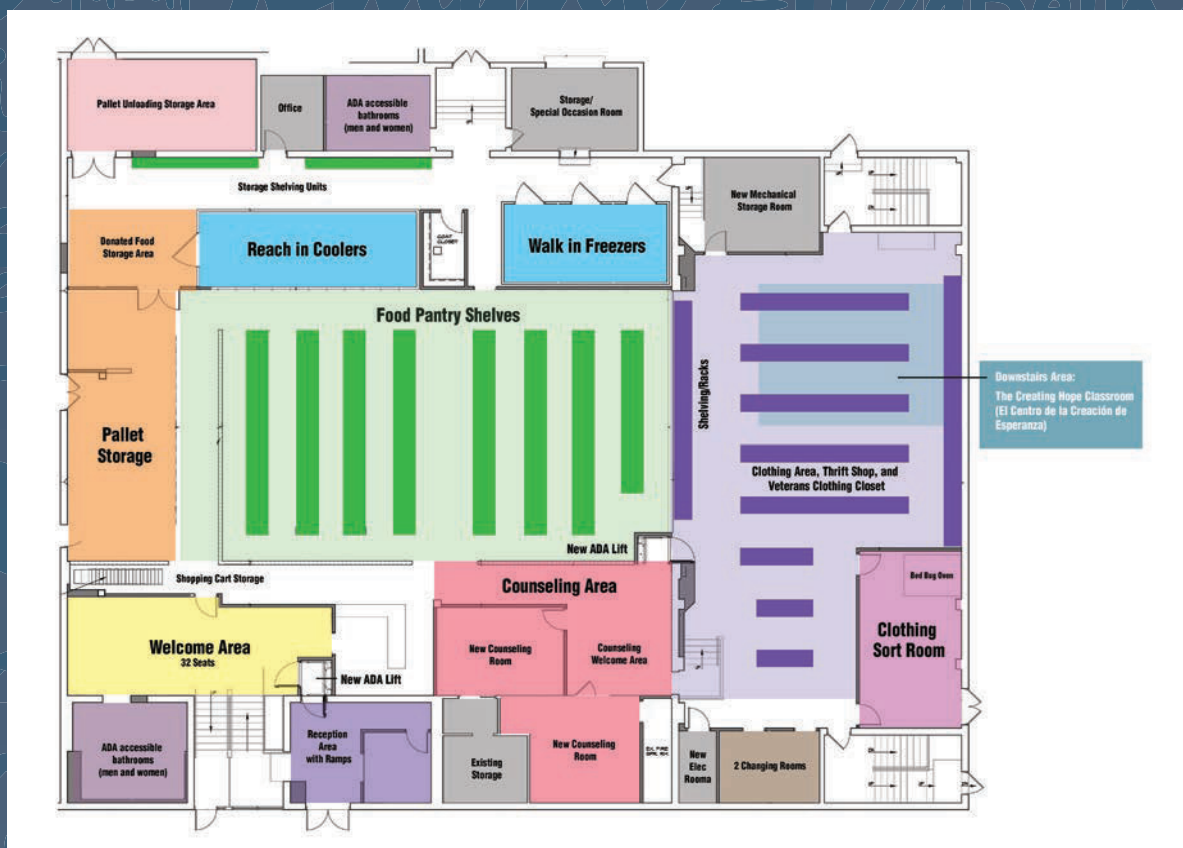 Pallet Unloading Storage Area
Office
ADA accessible
bathrooms
(men and women)
Storage/
Special Occasion Room
Storage Shelving Units
New Mechanical
Storage Room
Donated Food
Storage Area
Reach in Coolers
COAT
CLOSET
Walk in Freezers
Food Pantry Shelves
Shelving/Racks
Downstairs Area:
The Creating Hope Classroom
(El Centro de la Creación de
Esperanza)
Pallet
Storage
Clothing Area, Thrift Shop, and
Veterans Clothing Closet
New ADA Lift
Shopping Cart Storage
Counseling Area
Bed Bug Oven
Welcome Area
32 Seats
New Counseling
Room
Counseling
Welcome Area
Clothing
Sort Room
New ADA Lift
ADA accessible
bathrooms
(men and women)
Reception
Area
with Ramps
Existing
Storage
New Counseling
Room
EX. FIRE
SPR. RM.
New
Elec
Rooma
2 Changing Rooms